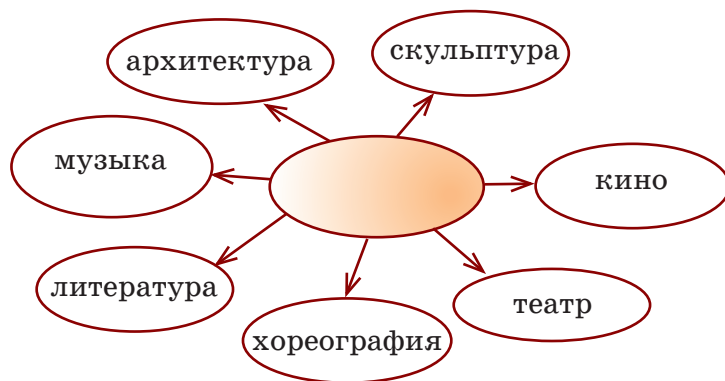 скульптура
архитектура
музыка
кино
литература
театр
хореография